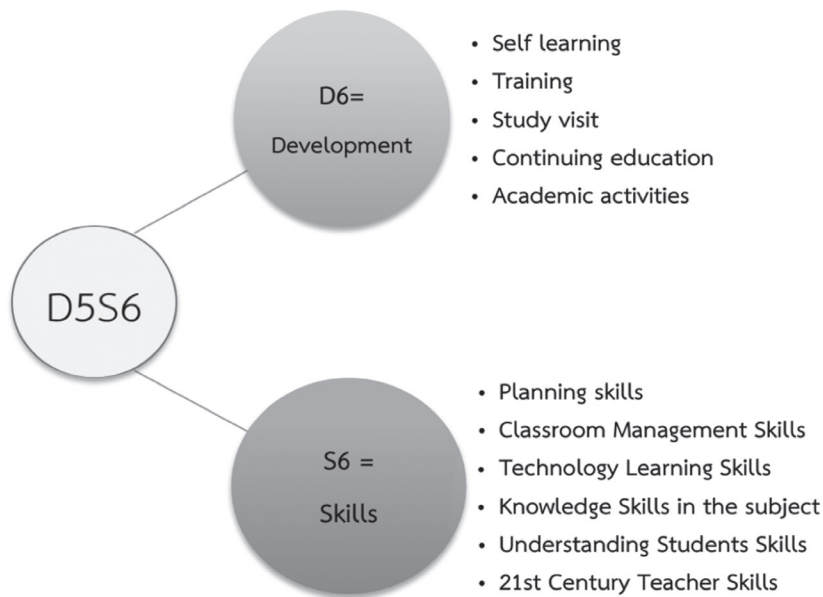 D6=
Development
• Self learning
• Training
• Study visit
• Continuing education
• Academic activities
D5S6
S6 =
Skills
• Planning skills
• Classroom Management Skills
• Technology Learning Skills
• Knowledge Skills in the subject
• Understanding Students Skills
• 21st Century Teacher Skills